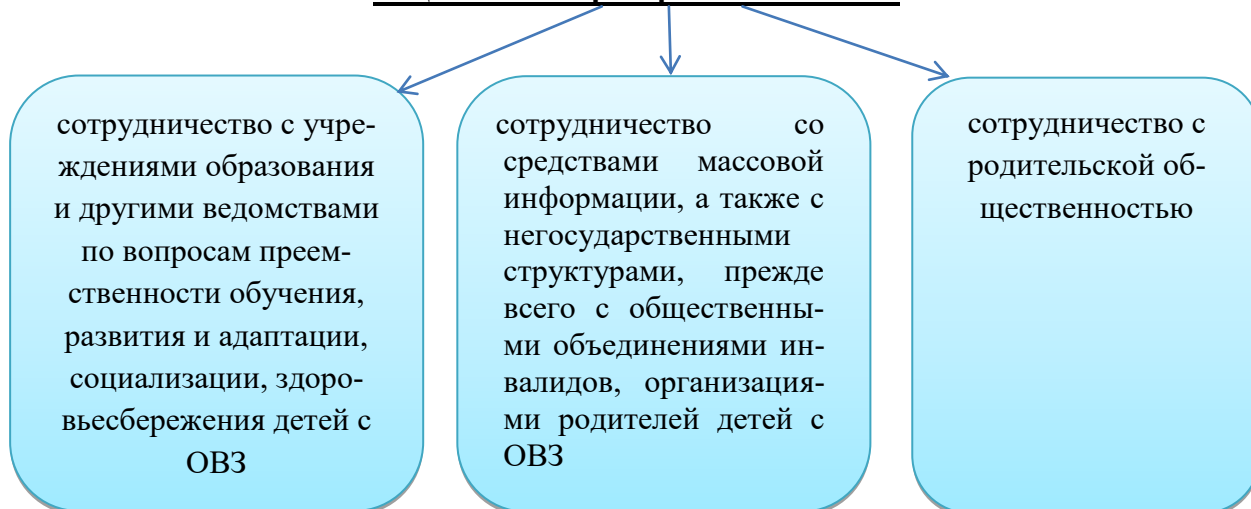 сотрудничество с учре-
ждениями образования
и другими ведомствами
по вопросам преем-
ственности обучения,
развития и адаптации,
социализации, здоро-
вьесбережения детей с
ОВЗ
сотрудничество со
средствами массовой
информации, а также с
негосударственными
структурами, прежде
всего с общественны-
ми объединениями ин-
валидов, организация-
ми родителей детей с
ОВЗ
сотрудничество с
родительской об-
щественностью